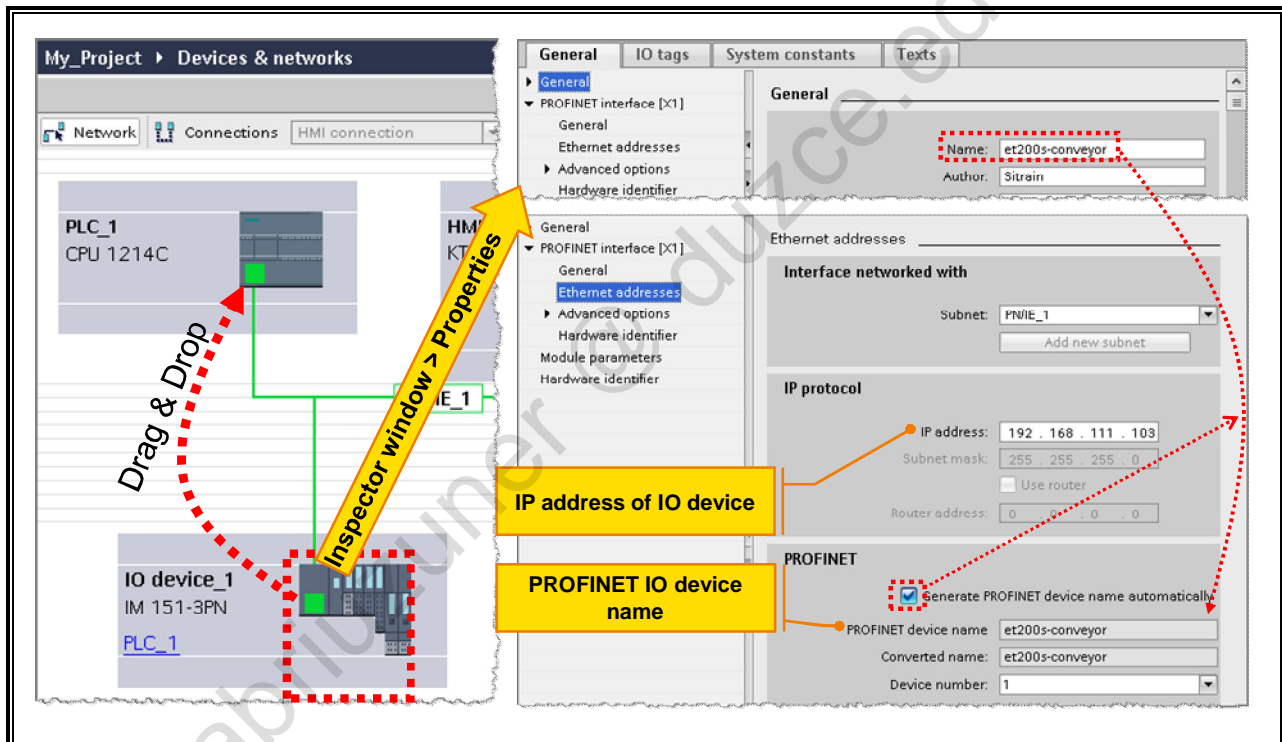 My_Project ▸ Devices & networks
Network Connections HMI connection
PLC_1
CPU 1214C
HMI
KT
Drag & Drop
IE_1
IO device_1
IM 151-3PN
PLC_1
Inspector window > Properties
General IO tags System constants Texts
General
PROFINET interface [X1]
General
Ethernet addresses
Advanced options
Hardware identifier
General
Name: et200s-conveyor
Author: Sitrain
General
PROFINET interface [X1]
General
Ethernet addresses
Advanced options
Hardware identifier
Module parameters
Hardware identifier
Ethernet addresses
Interface networked with
Subnet: PN/IE_1
Add new subnet
IP protocol
IP address: 192 . 168 . 111 . 103
Subnet mask: 255 . 255 . 255 . 0
Use router
Router address: 0 . 0 . 0 . 0
PROFINET
Generate PROFINET device name automatically
PROFINET device name et200s-conveyor
Converted name: et200s-conveyor
Device number: 1
IP address of IO device
PROFINET IO device
name
abriuzuner @ duzce.ed